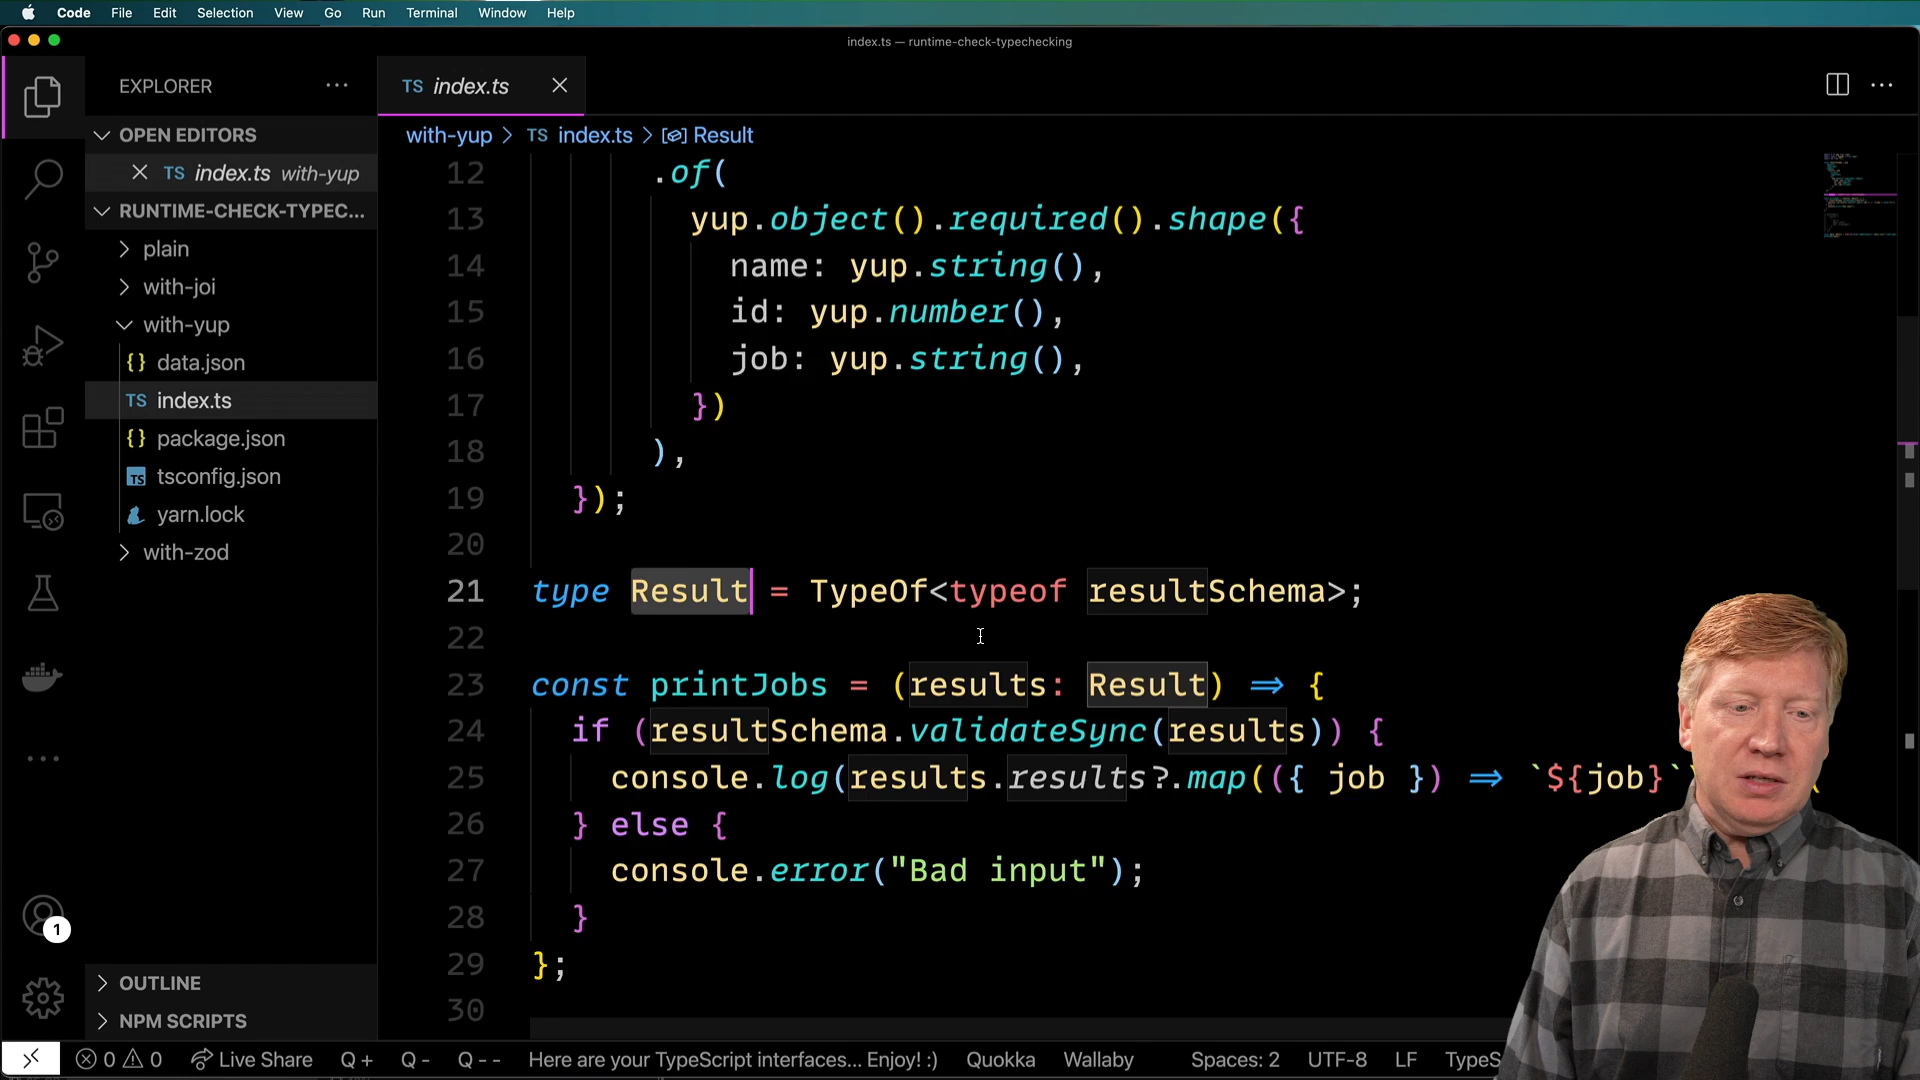 Code File Edit Selection View Go Run Terminal Window Help
index.ts — runtime-check-typechecking
EXPLORER
TS index.ts
OPEN EDITORS
TS index.ts with-yup
RUNTIME-CHECK-TYPEC...
plain
with-joi
with-yup
{} data.json
TS index.ts
{} package.json
TS tsconfig.json
yarn.lock
with-zod
OUTLINE
NPM SCRIPTS
1
with-yup > TS index.ts > Result
12 .of(
13 yup.object().required().shape({
14 name: yup.string(),
15 id: yup.number(),
16 job: yup.string(),
17 })
18 ),
19 });
20
21 type Result = TypeOf<typeof resultSchema>;
22
23 const printJobs = (results: Result) => {
24 if (resultSchema.validateSync(results)) {
25 console.log(results.results?.map(({ job }) => `${job}`
26 } else {
27 console.error("Bad input");
28 }
29 };
30
0 0 Live Share Q + Q - Q -- Here are your TypeScript interfaces... Enjoy! :) Quokka Wallaby Spaces: 2 UTF-8 LF TypeS